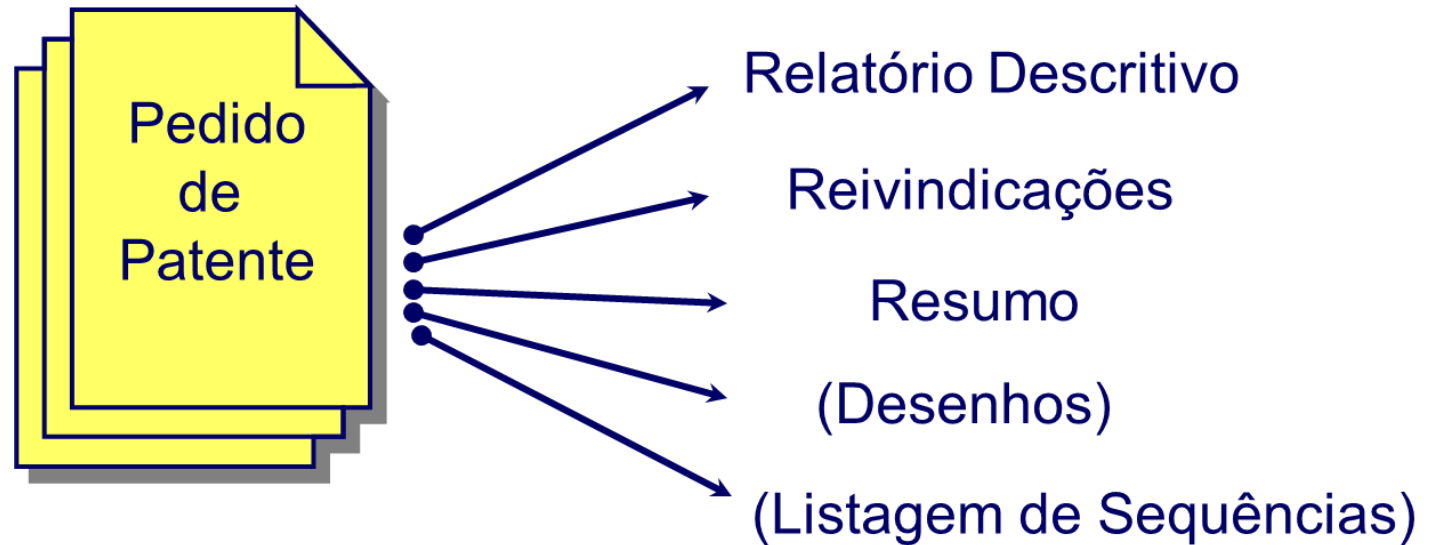 Pedido
de
Patente
Relatório Descritivo
Reivindicações
Resumo
(Desenhos)
(Listagem de Sequências)